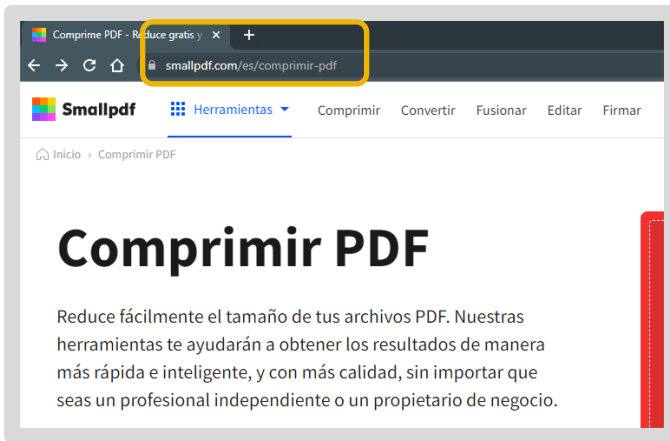 Comprime PDF - Reduce gratis y
smallpdf.com/es/comprimir-pdf
Smallpdf Herramientas Comprimir Convertir Fusionar Editar Firmar
Inicio › Comprimir PDF
Comprimir PDF
Reduce fácilmente el tamaño de tus archivos PDF. Nuestras
herramientas te ayudarán a obtener los resultados de manera
más rápida e inteligente, y con más calidad, sin importar que
seas un profesional independiente o un propietario de negocio.